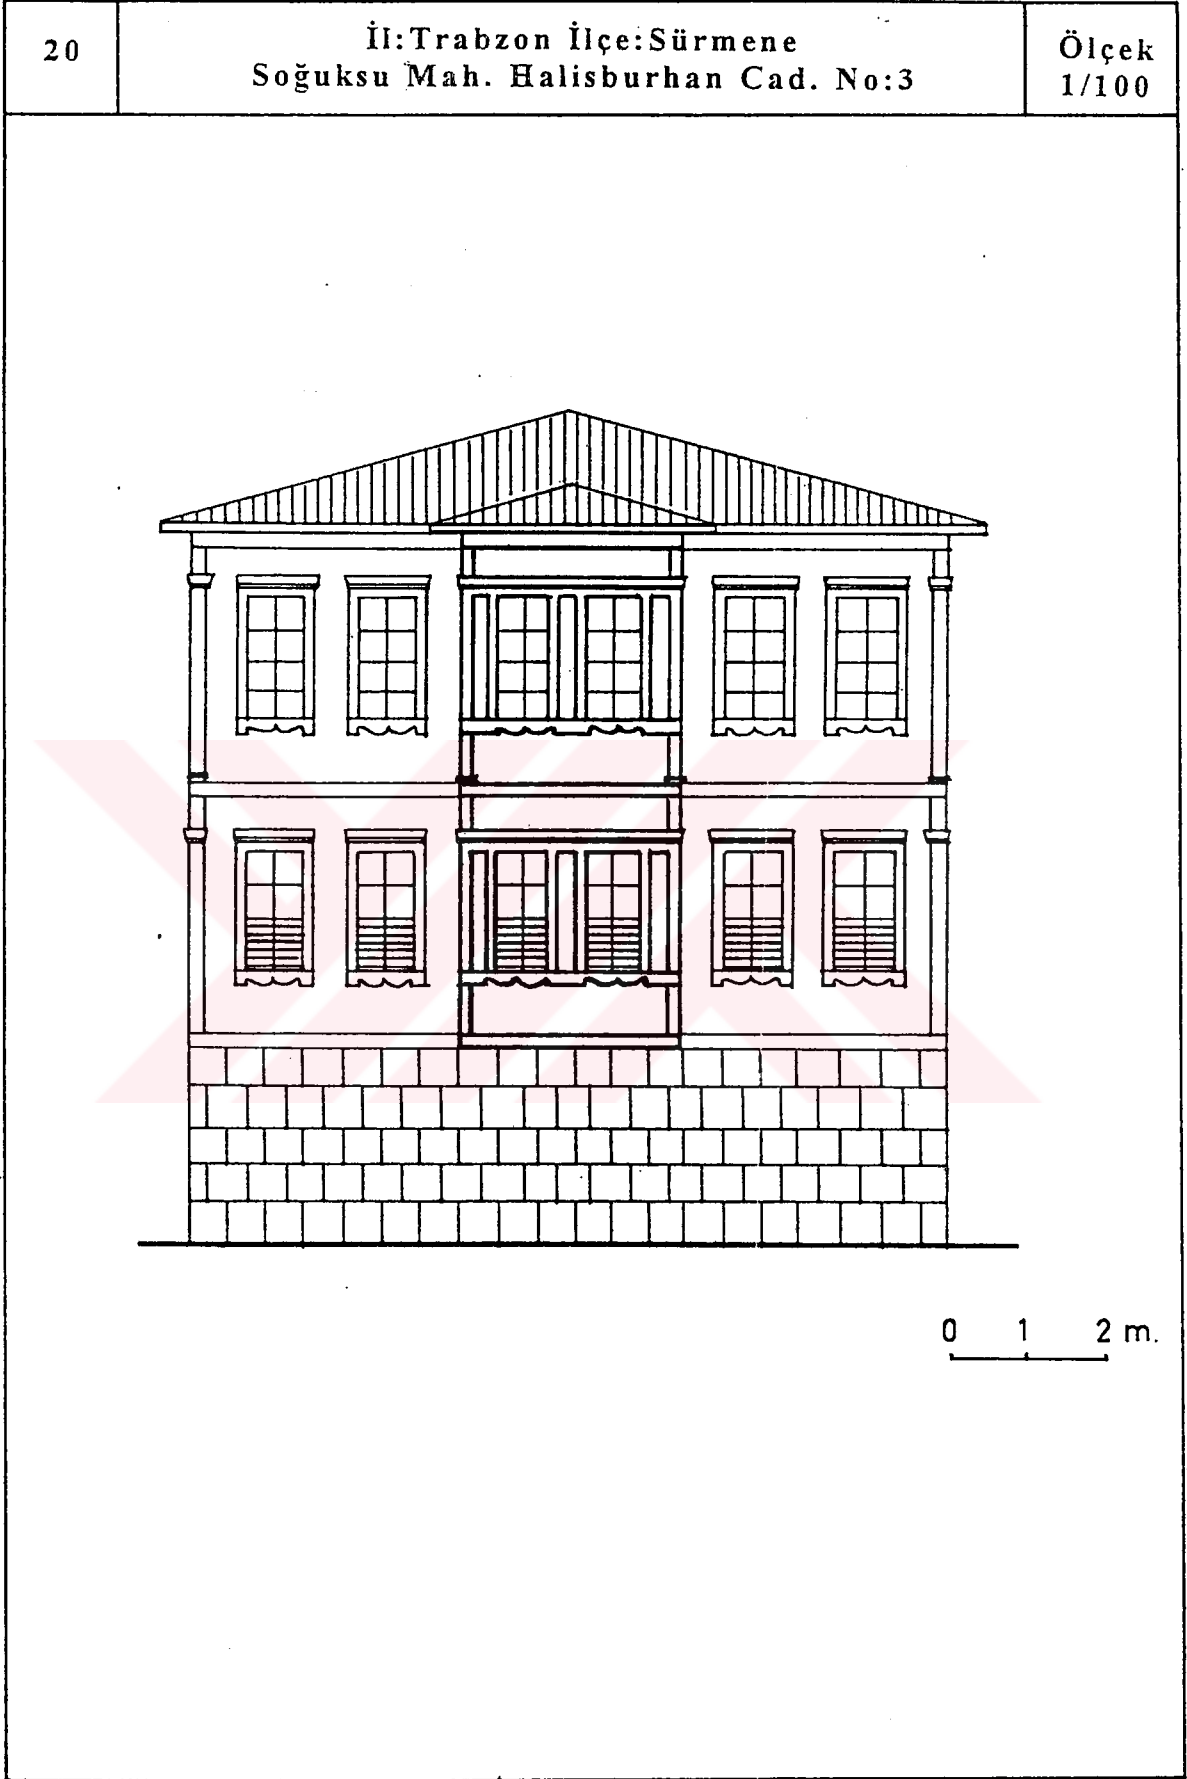 20
İl:Trabzon İlçe:Sürmene
Soğuksu Mah. Halisburhan Cad. No:3
Ölçek
1/100
0 1 2 m.